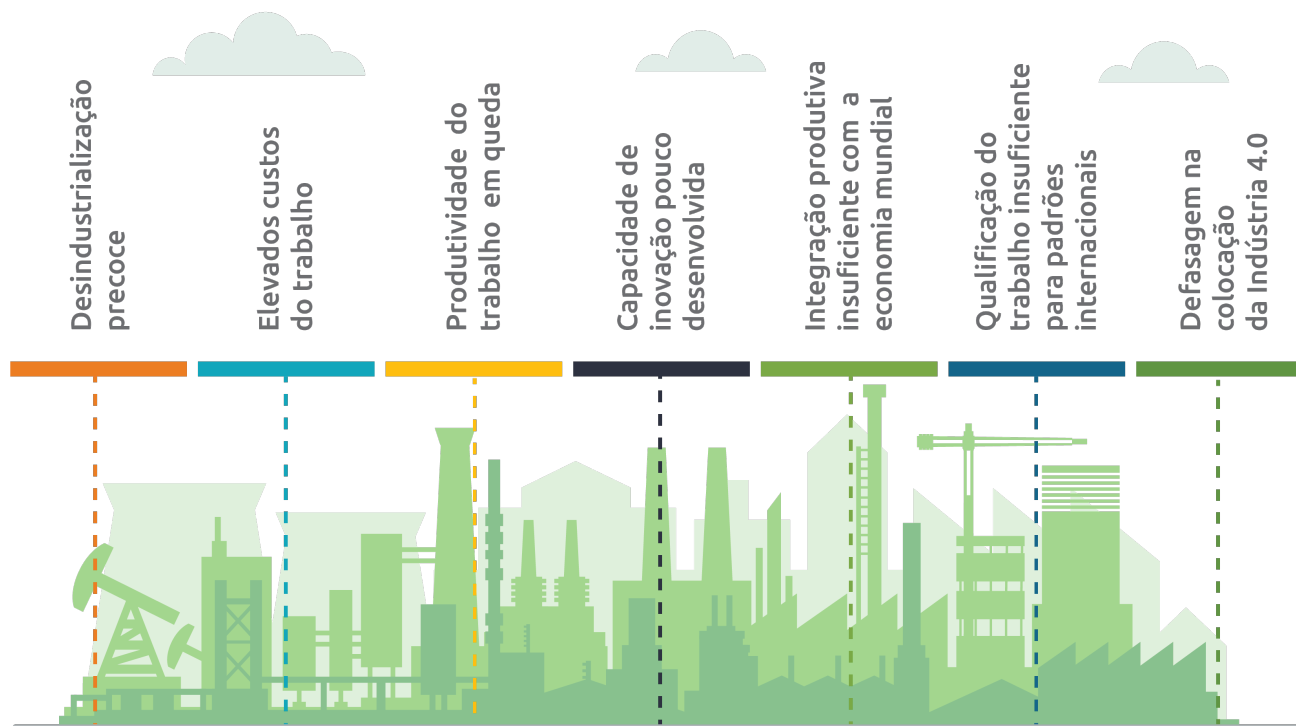 Desindustrialização
precoce
Elevados custos
do trabalho
Produtividade do
trabalho em queda
Capacidade de
inovação pouco
desenvolvida
Integração produtiva
insuficiente com a
economia mundial
Qualificação do
trabalho insuficiente
para padrões
internacionais
Defasagem na
colocação
da Indústria 4.0